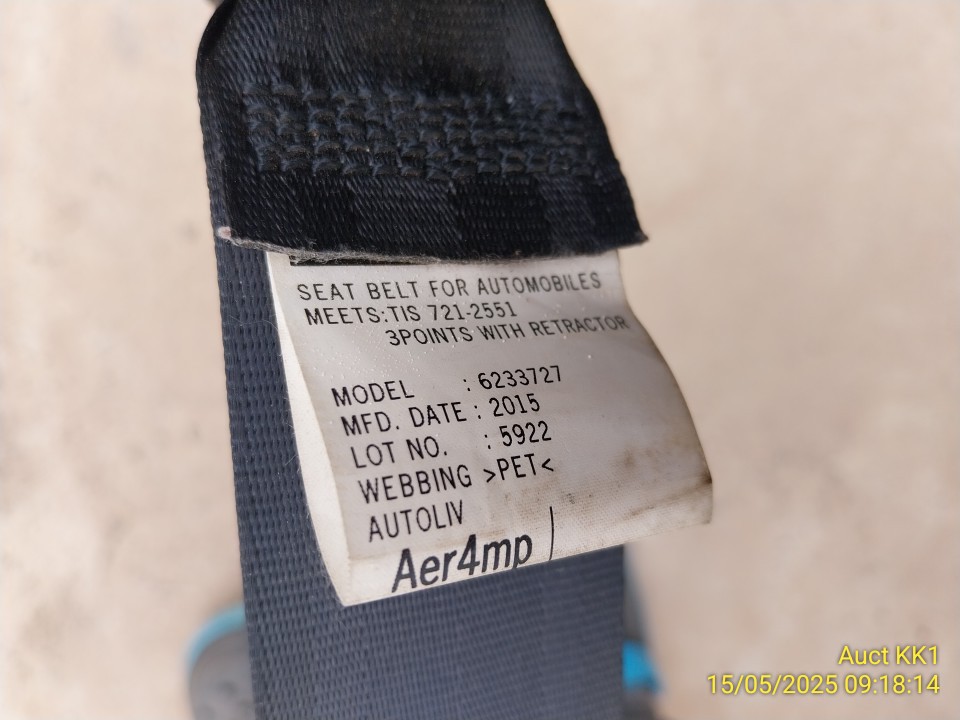 SEAT BELT FOR AUTOMOBILES
MEETS:TIS 721-2551
3POINTS WITH RETRACTOR
MODEL : 6233727
MFD. DATE : 2015
LOT NO. : 5922
WEBBING >PET<
AUTOLIV
Aer4mp
Auct KK1
15/05/2025 09:18:14